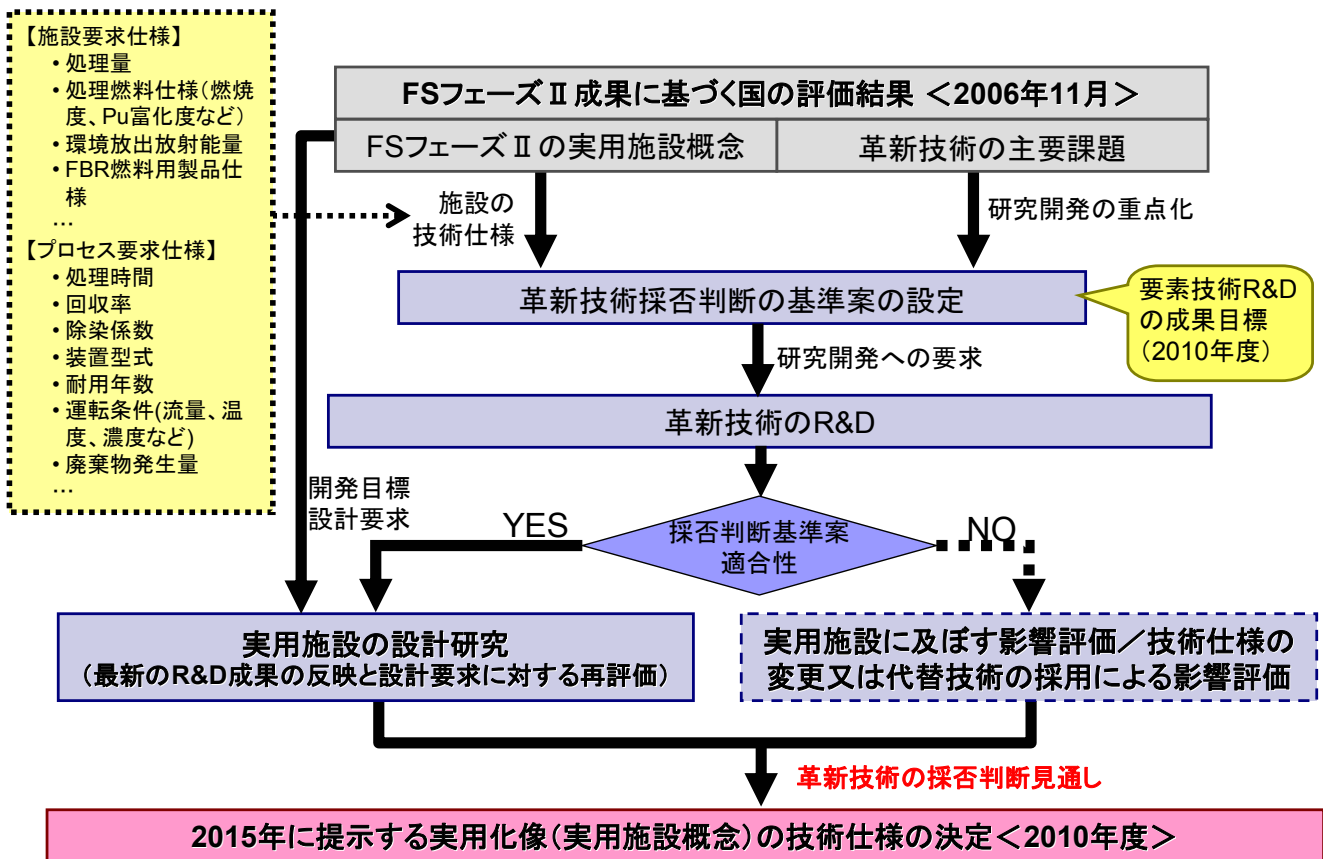 【施設要求仕様】
• 処理量
• 処理燃料仕様(燃焼
度、Pu富化度など)
• 環境放出放射能量
• FBR燃料用製品仕
様
…
【プロセス要求仕様】
• 処理時間
• 回収率
• 除染係数
• 装置型式
• 耐用年数
• 運転条件(流量、温
度、濃度など)
• 廃棄物発生量
…
FSフェーズⅡ成果に基づく国の評価結果 <2006年11月>
FSフェーズⅡの実用施設概念
革新技術の主要課題
施設の
技術仕様
研究開発の重点化
革新技術採否判断の基準案の設定
要素技術R&D
の成果目標
(2010年度)
研究開発への要求
革新技術のR&D
開発目標
設計要求
YES
採否判断基準案
適合性
NO
実用施設の設計研究
(最新のR&D成果の反映と設計要求に対する再評価)
実用施設に及ぼす影響評価/技術仕様の
変更又は代替技術の採用による影響評価
革新技術の採否判断見通し
2015年に提示する実用化像(実用施設概念)の技術仕様の決定<2010年度>